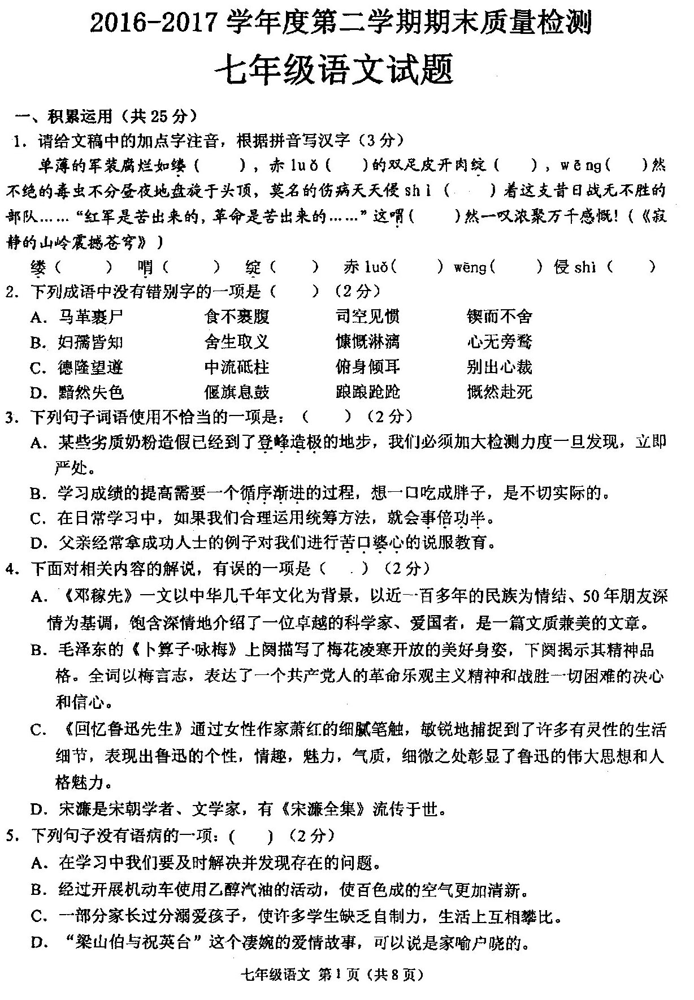 2016-2017 学年度第二学期期末质量检测
七年级语文试题
一、积累运用（共 25 分）
1．请给文稿中的加点字注音，根据拼音写汉字（3 分）
单薄的军装腐烂如缕（　　），赤 luǒ（　　）的双足皮开肉绽（　　），wēng(　　)然
不绝的毒虫不分昼夜地盘旋于头顶，莫名的伤病天天侵 shì（　　）着这支昔日战无不胜的
部队……“红军是苦出来的，革命是苦出来的……”这喟(　　)然一叹浓聚万千感慨！(《寂
静的山岭震撼苍穹》)
缕（　　）　喟（　　）　绽（　　）　赤 luǒ(　　) wēng(　　) 侵 shì（　　）
2．下列成语中没有错别字的一项是（　　）（2 分）
A．马革裹尸　　食不裹腹　　司空见惯　　锲而不舍
B．妇孺皆知　　舍生取义　　慷慨淋漓　　心无旁鹜
C．德隆望遵　　中流砥柱　　俯身倾耳　　别出心裁
D．黯然失色　　偃旗息鼓　　踉踉跄跄　　慨然赴死
3．下列句子词语使用不恰当的一项是：（　　）（2 分）
A．某些劣质奶粉造假已经到了登峰造极的地步，我们必须加大检测力度一旦发现，立即
严处。
B．学习成绩的提高需要一个循序渐进的过程，想一口吃成胖子，是不切实际的。
C．在日常学习中，如果我们合理运用统筹方法，就会事倍功半。
D．父亲经常拿成功人士的例子对我们进行苦口婆心的说服教育。
4．下面对相关内容的解说，有误的一项是（　　）（2 分）
A．《邓稼先》一文以中华几千年文化为背景，以近一百多年的民族为情结、50 年朋友深
情为基调，饱含深情地介绍了一位卓越的科学家、爱国者，是一篇文质兼美的文章。
B．毛泽东的《卜算子·咏梅》上阕描写了梅花凌寒开放的美好身姿，下阕揭示其精神品
格。全词以梅言志，表达了一个共产党人的革命乐观主义精神和战胜一切困难的决心
和信心。
C．《回忆鲁迅先生》通过女性作家萧红的细腻笔触，敏锐地捕捉到了许多有灵性的生活
细节，表现出鲁迅的个性，情趣，魅力，气质，细微之处彰显了鲁迅的伟大思想和人
格魅力。
D．宋濂是宋朝学者、文学家，有《宋濂全集》流传于世。
5．下列句子没有语病的一项：(　　)（2 分）
A．在学习中我们要及时解决并发现存在的问题。
B．经过开展机动车使用乙醇汽油的活动，使百色成的空气更加清新。
C．一部分家长过分溺爱孩子，使许多学生缺乏自制力，生活上互相攀比。
D．“梁山伯与祝英台”这个凄婉的爱情故事，可以说是家喻户晓的。
七年级语文 第 1 页（共 8 页）